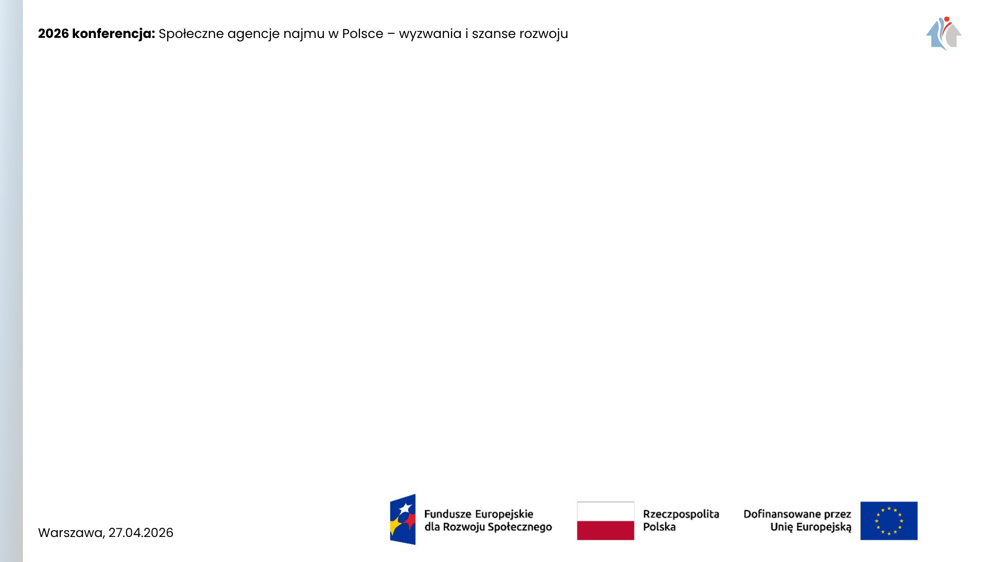 2026 konferencja: Społeczne agencje najmu w Polsce – wyzwania i szanse rozwoju
Fundusze Europejskie
dla Rozwoju Społecznego
Rzeczpospolita
Polska
Dofinansowane przez
Unię Europejską
Warszawa, 27.04.2026